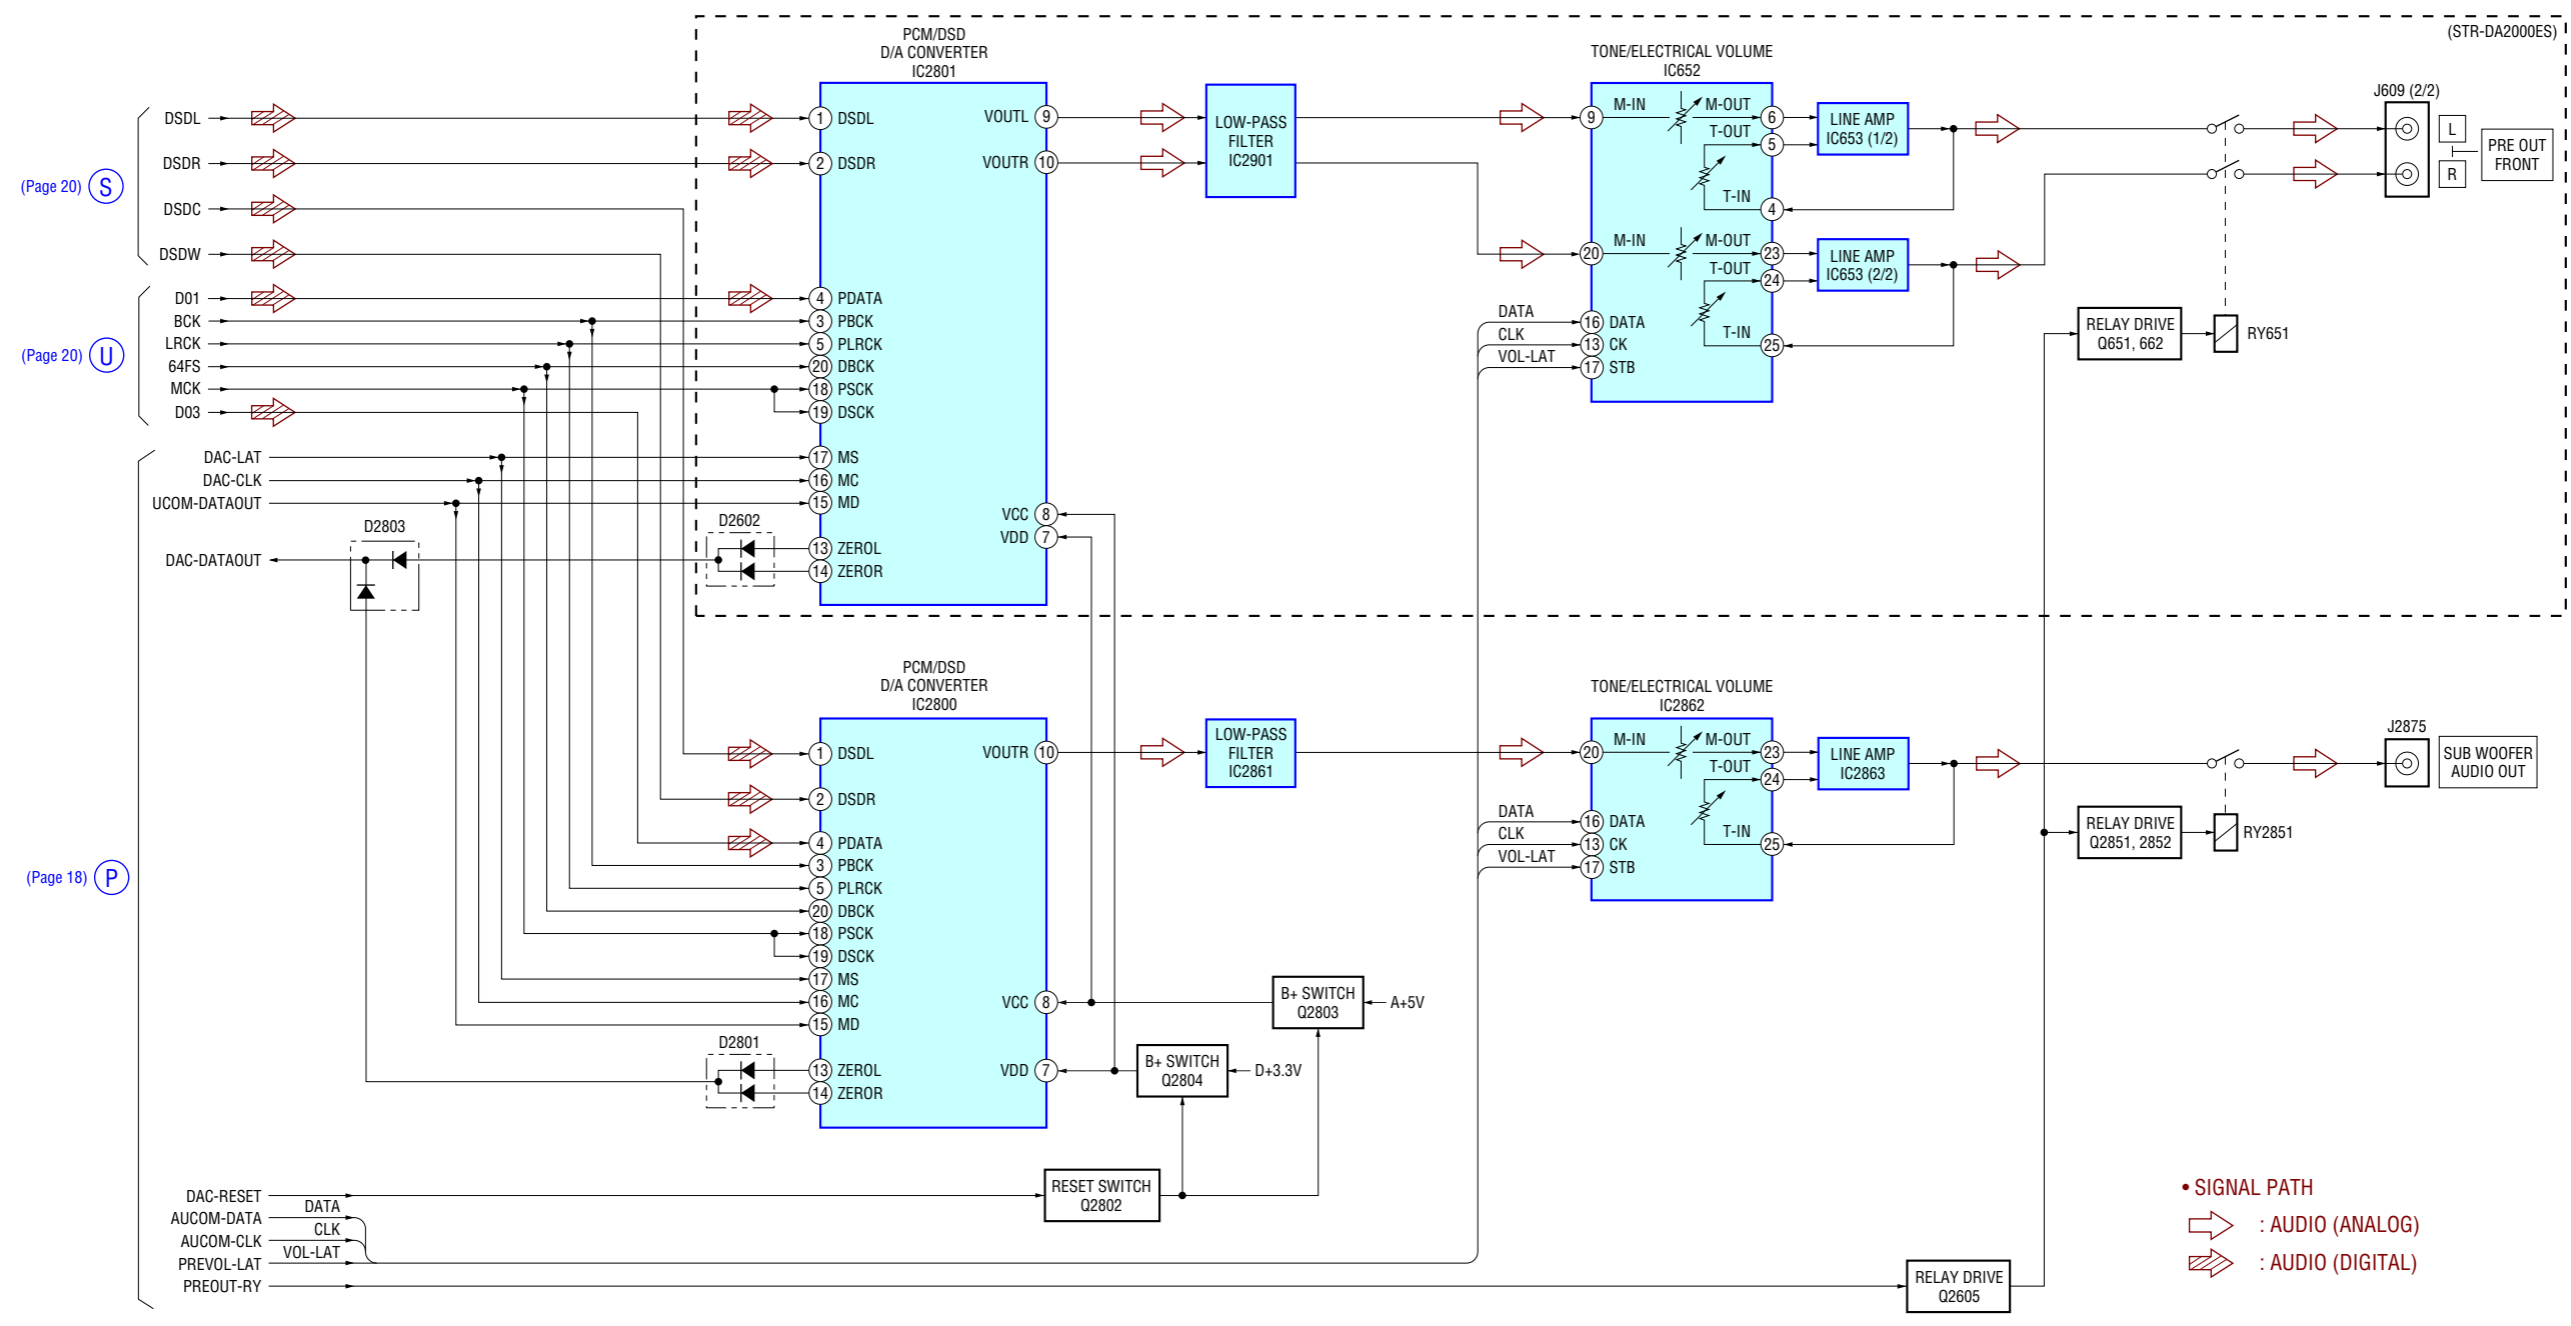 (STR-DA2000ES)
PCM/DSD
D/A CONVERTER
IC2801
TONE/ELECTRICAL VOLUME
IC652
J609 (2/2)
DSDL
DSDR
DSDC
DSDW
(Page 20) S
D01
BCK
LRCK
64FS
MCK
D03
(Page 20) U
DAC-LAT
DAC-CLK
UCOM-DATAOUT
DAC-DATAOUT
D2803
D2602
1 DSDL
2 DSDR
4 PDATA
3 PBCK
5 PLRCK
20 DBCK
18 PSCK
19 DSCK
17 MS
16 MC
15 MD
13 ZEROL
14 ZEROR
VOUTL 9
VOUTR 10
VCC 8
VDD 7
LOW-PASS
FILTER
IC2901
9 M-IN
M-OUT 6
T-OUT 5
T-IN 4
20 M-IN
M-OUT 23
T-OUT 24
T-IN 25
DATA
CLK
VOL-LAT
16 DATA
13 CK
17 STB
LINE AMP
IC653 (1/2)
LINE AMP
IC653 (2/2)
L
R
PRE OUT
FRONT
RELAY DRIVE
Q651, 662
RY651
PCM/DSD
D/A CONVERTER
IC2800
TONE/ELECTRICAL VOLUME
IC2862
J2875
(Page 18) P
D2801
1 DSDL
2 DSDR
4 PDATA
3 PBCK
5 PLRCK
20 DBCK
18 PSCK
19 DSCK
17 MS
16 MC
15 MD
13 ZEROL
14 ZEROR
VOUTR 10
VCC 8
VDD 7
LOW-PASS
FILTER
IC2861
20 M-IN
M-OUT 23
T-OUT 24
T-IN 25
DATA
CLK
VOL-LAT
16 DATA
13 CK
17 STB
LINE AMP
IC2863
SUB WOOFER
AUDIO OUT
RELAY DRIVE
Q2851, 2852
RY2851
B+ SWITCH
Q2803
A+5V
B+ SWITCH
Q2804
D+3.3V
RESET SWITCH
Q2802
DAC-RESET
AUCOM-DATA
AUCOM-CLK
PREVOL-LAT
PREOUT-RY
DATA
CLK
VOL-LAT
RELAY DRIVE
Q2605
• SIGNAL PATH
: AUDIO (ANALOG)
: AUDIO (DIGITAL)